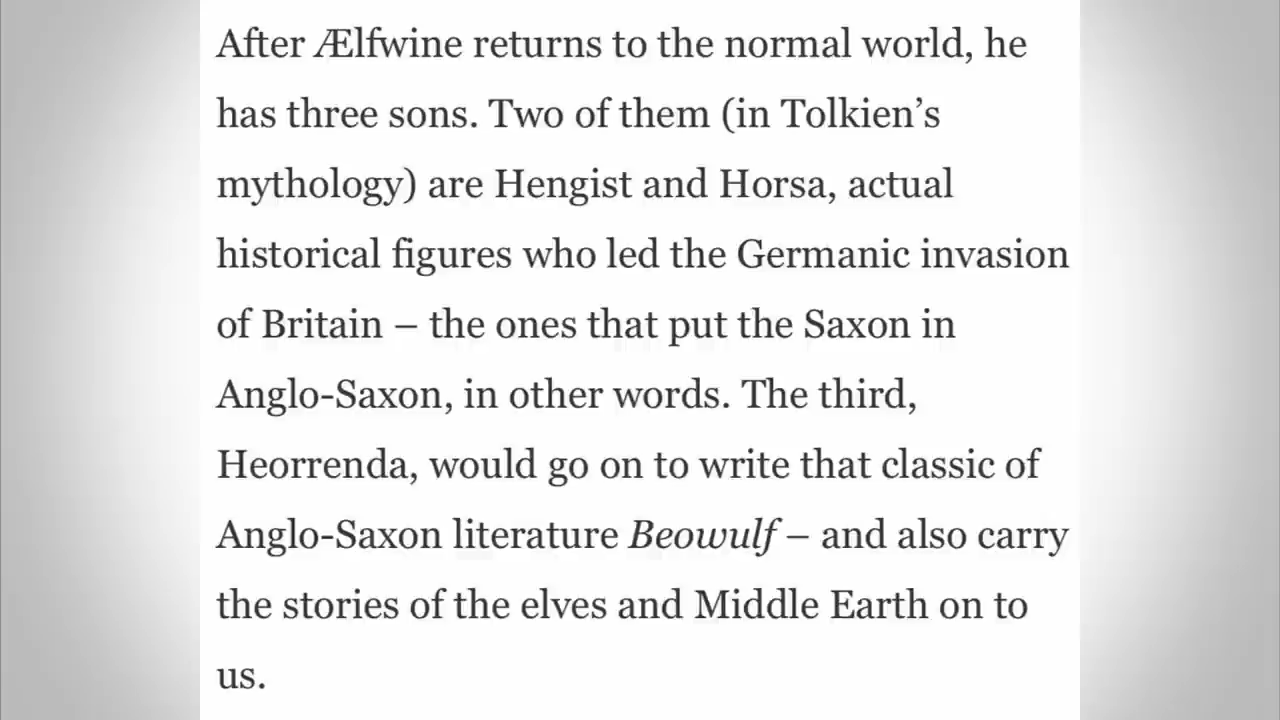 After Ælfwine returns to the normal world, he
has three sons. Two of them (in Tolkien’s
mythology) are Hengist and Horsa, actual
historical figures who led the Germanic invasion
of Britain – the ones that put the Saxon in
Anglo-Saxon, in other words. The third,
Heorrenda, would go on to write that classic of
Anglo-Saxon literature Beowulf – and also carry
the stories of the elves and Middle Earth on to
us.